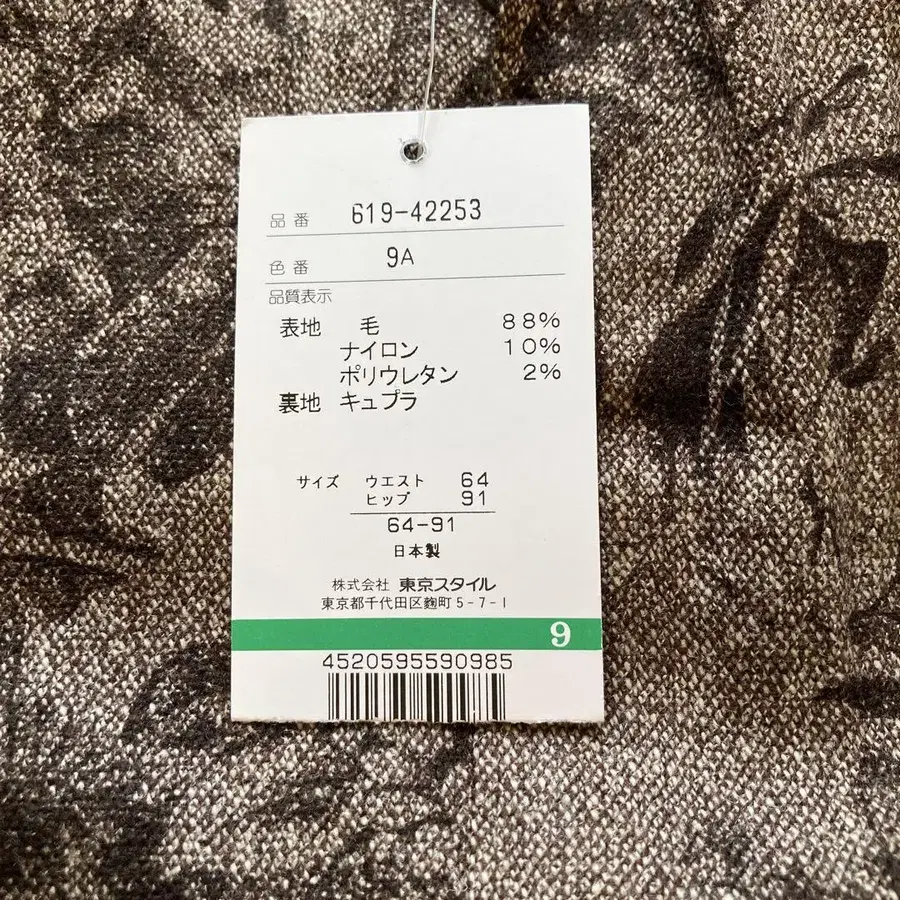 品番 619-42253
色番 9A
品質表示
表地 毛 88%
ナイロン 10%
ポリウレタン 2%
裏地 キュプラ
サイズ ウエスト 64
ヒップ 91
64-91
日本製
株式会社 東京スタイル
東京都千代田区麴町5-7-1
9
4520595590985